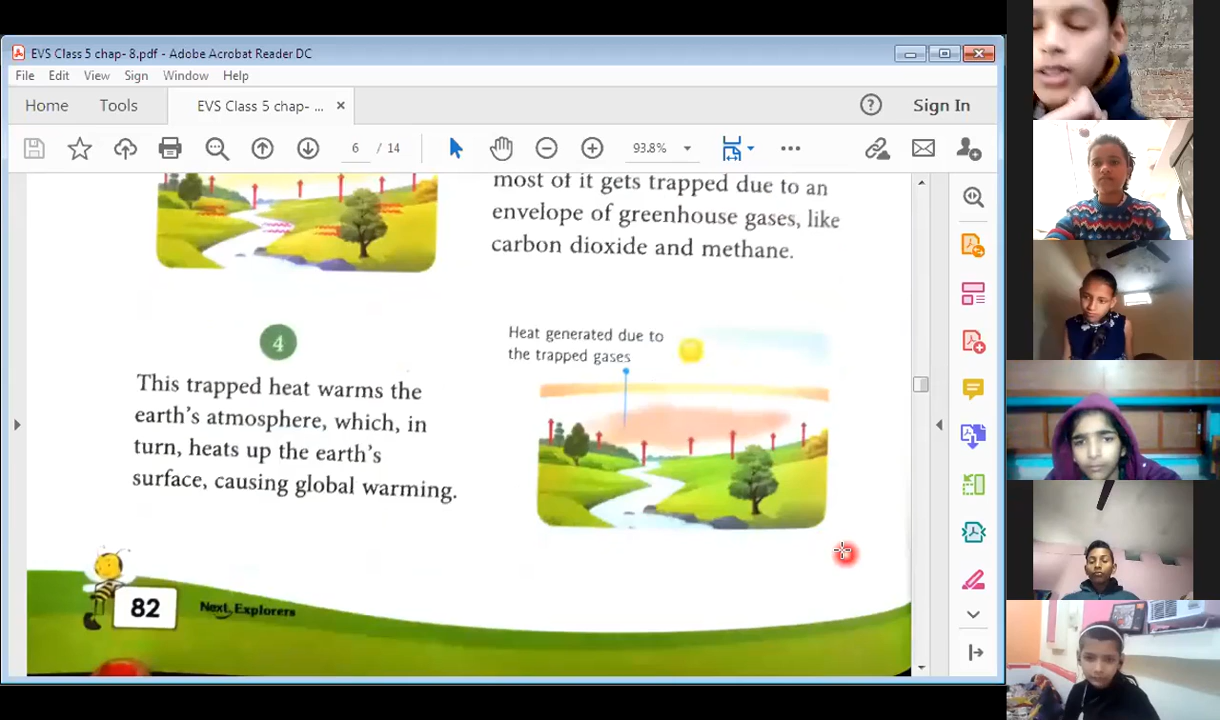 EVS Class 5 chap- 8.pdf - Adobe Acrobat Reader DC
File Edit View Sign Window Help
Home Tools EVS Class 5 chap- ... × ? Sign In
6 / 14 93.8%
most of it gets trapped due to an
envelope of greenhouse gases, like
carbon dioxide and methane.
4
This trapped heat warms the
earth's atmosphere, which, in
turn, heats up the earth's
surface, causing global warming.
Heat generated due to
the trapped gases
82 Next Explorers